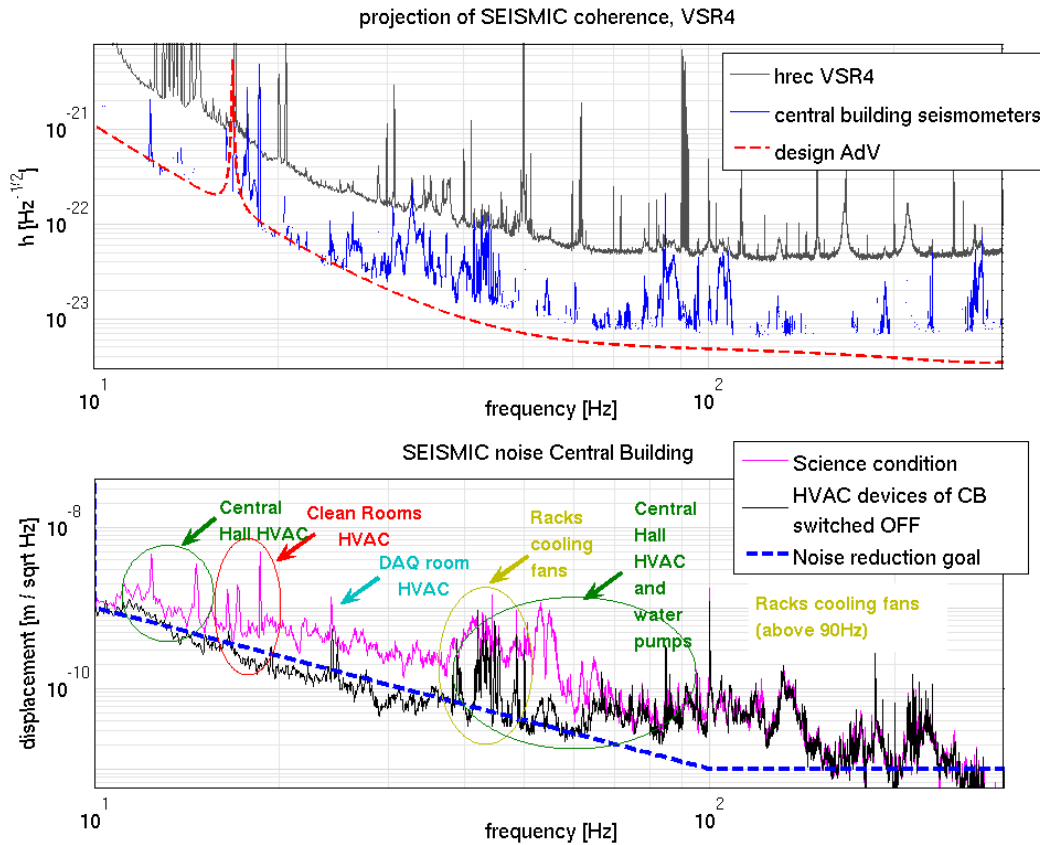 projection of SEISMIC coherence, VSR4
hrec VSR4
central building seismometers
design AdV
10^-21
10^-22
10^-23
h [Hz^-1/2]
10^1
10^2
frequency [Hz]
SEISMIC noise Central Building
Science condition
HVAC devices of CB
switched OFF
Noise reduction goal
Central
Hall HVAC
Clean Rooms
HVAC
DAQ room
HVAC
Racks
cooling
fans
Central
Hall
HVAC
and
water
pumps
Racks cooling fans
(above 90Hz)
10^-8
10^-10
displacement [m / sqrt Hz]
10^1
10^2
frequency [Hz]